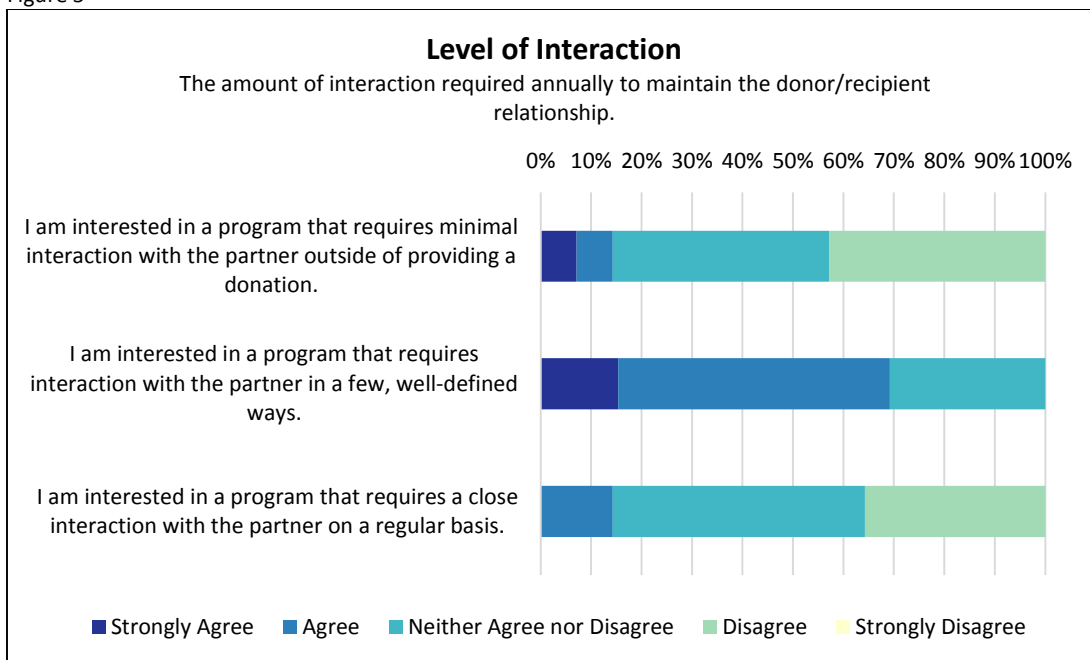 Level of Interaction
The amount of interaction required annually to maintain the donor/recipient
relationship.
0% 10% 20% 30% 40% 50% 60% 70% 80% 90% 100%
I am interested in a program that requires minimal
interaction with the partner outside of providing a
donation.
I am interested in a program that requires
interaction with the partner in a few, well-defined
ways.
I am interested in a program that requires a close
interaction with the partner on a regular basis.
Strongly Agree Agree Neither Agree nor Disagree Disagree Strongly Disagree